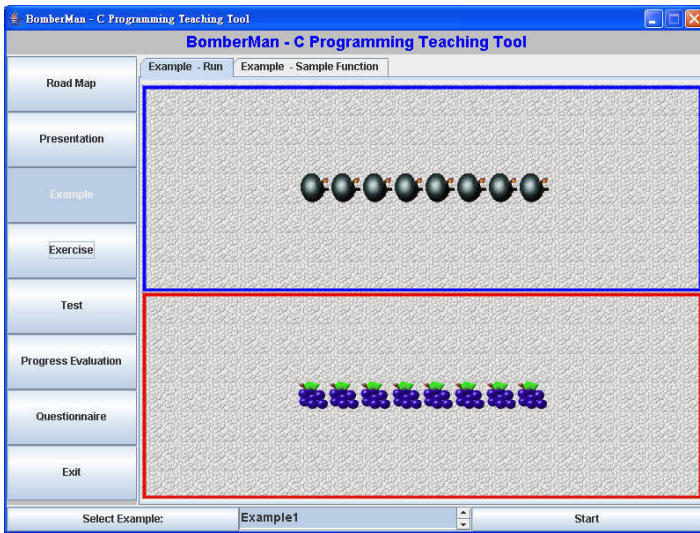 BomberMan - C Programming Teaching Tool
BomberMan - C Programming Teaching Tool
Example - Run
Example - Sample Function
Road Map
Presentation
Example
Exercise
Test
Progress Evaluation
Questionnaire
Exit
Select Example:
Example1
Start